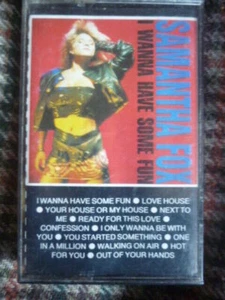 SAMANTHA FOX
I WANNA HAVE SOME FUN
I WANNA HAVE SOME FUN ● LOVE HOUSE
● YOUR HOUSE OR MY HOUSE ● NEXT TO
ME ● READY FOR THIS LOVE ●
CONFESSION ● I ONLY WANNA BE WITH
YOU ● YOU STARTED SOMETHING ● ONE
IN A MILLION ● WALKING ON AIR ● HOT
FOR YOU ● OUT OF YOUR HANDS